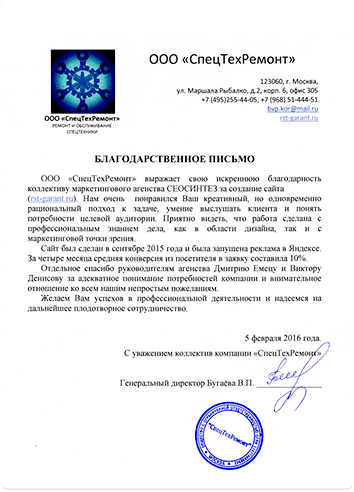 ООО «СпецТехРемонт»
123060, г. Москва,
ул. Маршала Рыбалко, д.2, корп. 6, офис 305
+7 (495)255-44-05, +7 (968) 51-444-51
bvp.kor@mail.ru
rst-garant.ru
ООО «СпецТехРемонт»
РЕМОНТ И ОБСЛУЖИВАНИЕ
СПЕЦТЕХНИКИ
БЛАГОДАРСТВЕННОЕ ПИСЬМО
ООО «СпецТехРемонт» выражает свою искреннюю благодарность
коллективу маркетингового агенства СЕОСИНТЕЗ за создание сайта
(rst-garant.ru). Нам очень понравился Ваш креативный, но одновременно
рациональный подход к задаче, умение выслушать клиента и понять
потребности целевой аудитории. Приятно видеть, что работа сделана с
профессиональным знанием дела, как в области дизайна, так и с
маркетинговой точки зрения.
Сайт был сделан в сентябре 2015 года и была запущена реклама в Яндексе.
За четыре месяца средняя конверсия из посетителя в заявку составила 10%.
Отдельное спасибо руководителям агенства Дмитрию Емецу и Виктору
Денисову за адекватное понимание потребностей компании и внимательное
отношение ко всем нашим непростым пожеланиям.
Желаем Вам успехов в профессиональной деятельности и надеемся на
дальнейшее плодотворное сотрудничество.
5 февраля 2016 года.
С уважением коллектив компании «СпецТехРемонт»
Генеральный директор Бугаёва В.П.
"СпецТехРемонт"
МОСКВА